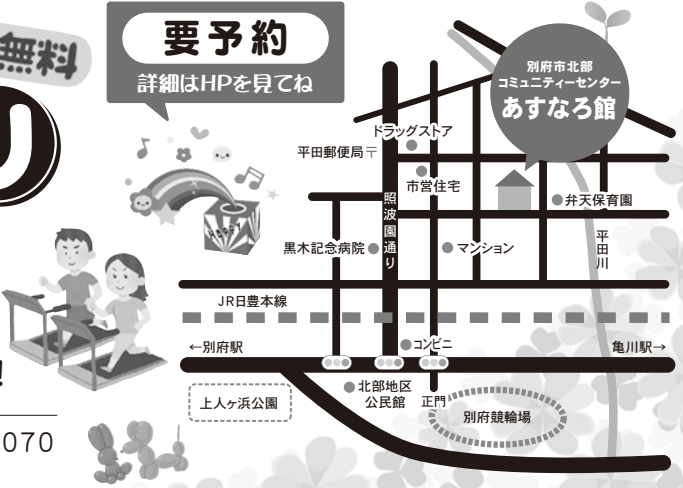 無料
り
!
070
要予約
詳細はHPを見てね
HAPPY
別府市北部
コミュニティーセンター
あすなろ館
ドラッグストア
平田郵便局〒
市営住宅
弁天保育園
照波園通り
平田川
黒木記念病院
マンション
JR日豊本線
←別府駅
コンビニ
亀川駅→
上人ヶ浜公園
北部地区
公民館
正門
別府競輪場